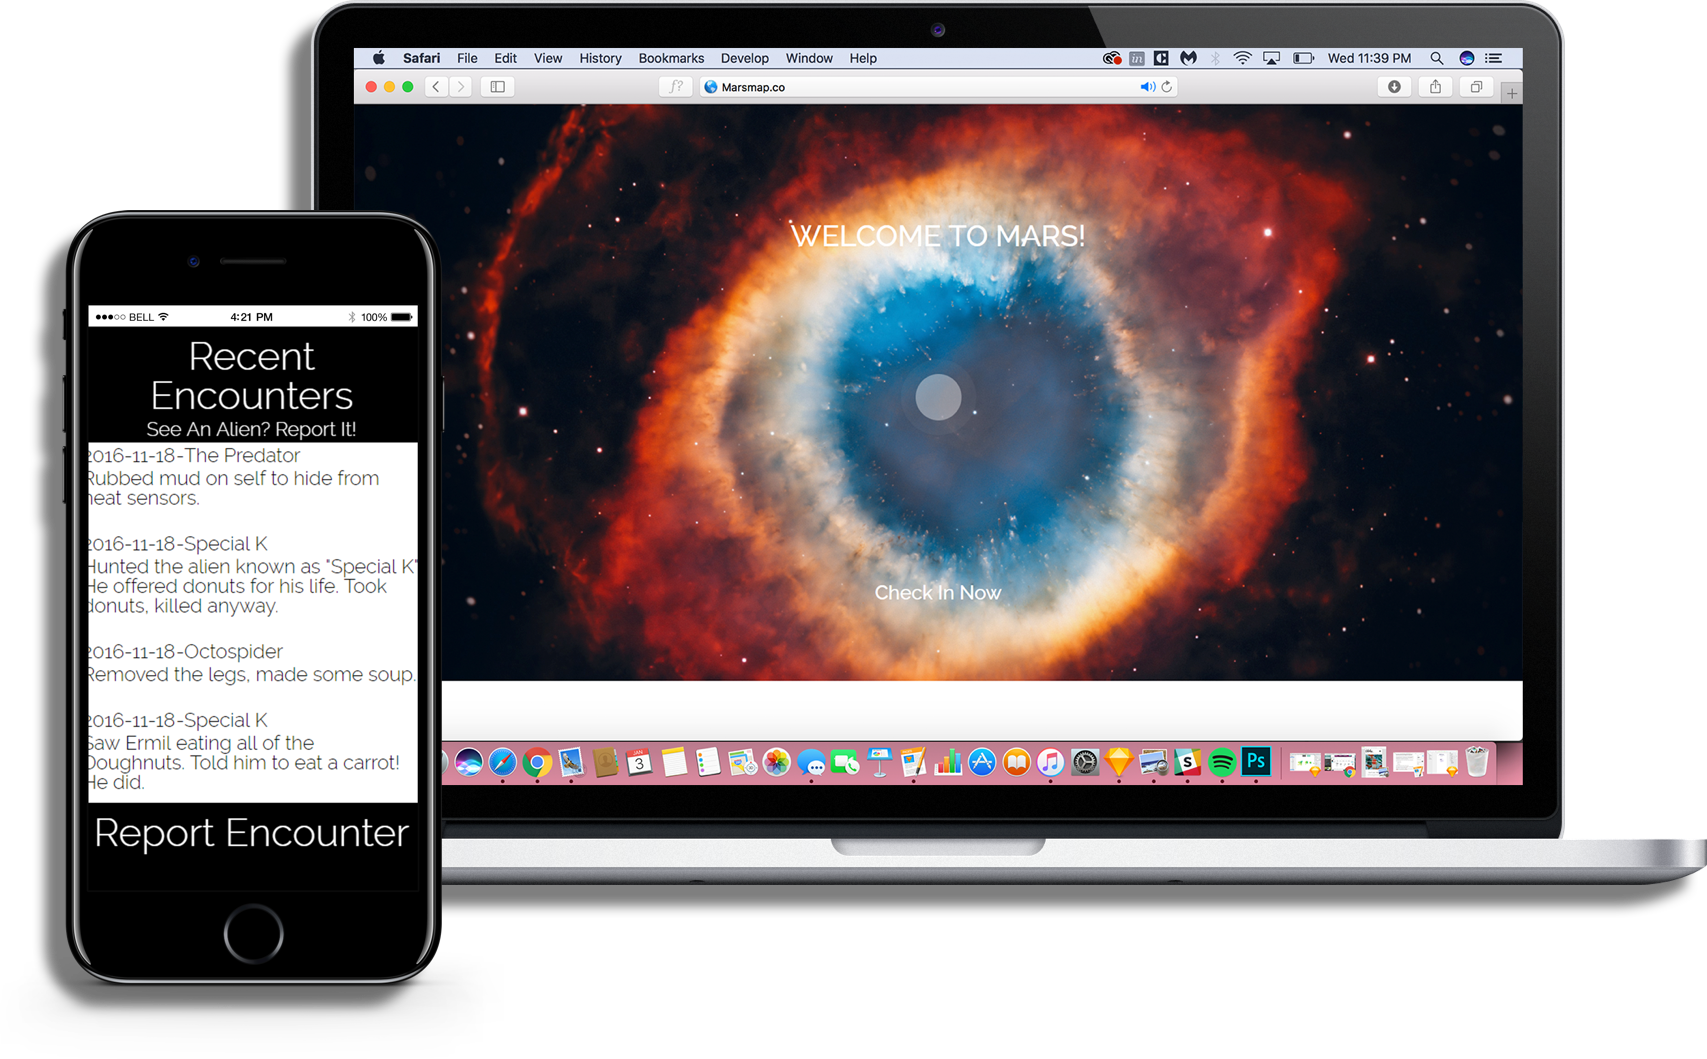 Safari File Edit View History Bookmarks Develop Window Help Wed 11:39 PM
f? Marsmap.co
WELCOME TO MARS!
Check In Now
JAN
3
S
Ps
BELL 4:21 PM 100%
Recent
Encounters
See An Alien? Report It!
2016-11-18-The Predator
Rubbed mud on self to hide from
heat sensors.
2016-11-18-Special K
Hunted the alien known as "Special K"
He offered donuts for his life. Took
donuts, killed anyway.
2016-11-18-Octospider
Removed the legs, made some soup.
2016-11-18-Special K
Saw Ermil eating all of the
Doughnuts. Told him to eat a carrot!
He did.
Report Encounter